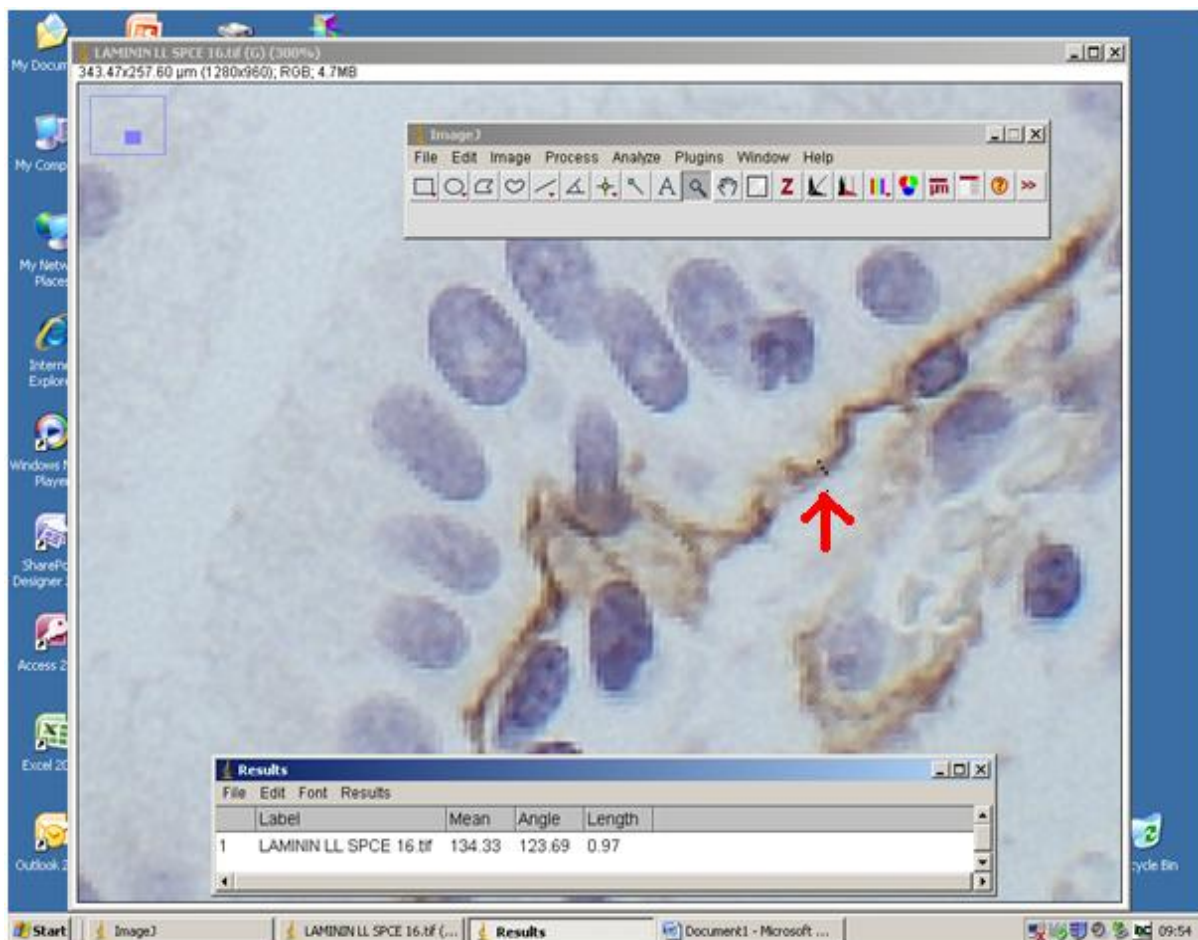 My Docum
LAMININ LL SPCE 16.tif (G) (300%)
343.47x257.60 µm (1280x960); RGB; 4.7MB
ImageJ
File Edit Image Process Analyze Plugins Window Help
A Z µm ? >>
My Comp
My Netw
Places
Intern
Explor
Windows M
Player
SharePo
Designer
Access 2
Excel 20
Outlook 2
Results
File Edit Font Results
Label Mean Angle Length
1 LAMININ LL SPCE 16.tif 134.33 123.69 0.97
cycle Bin
Start ImageJ LAMININ LL SPCE 16.tif (... Results Document1 - Microsoft ... 09:54